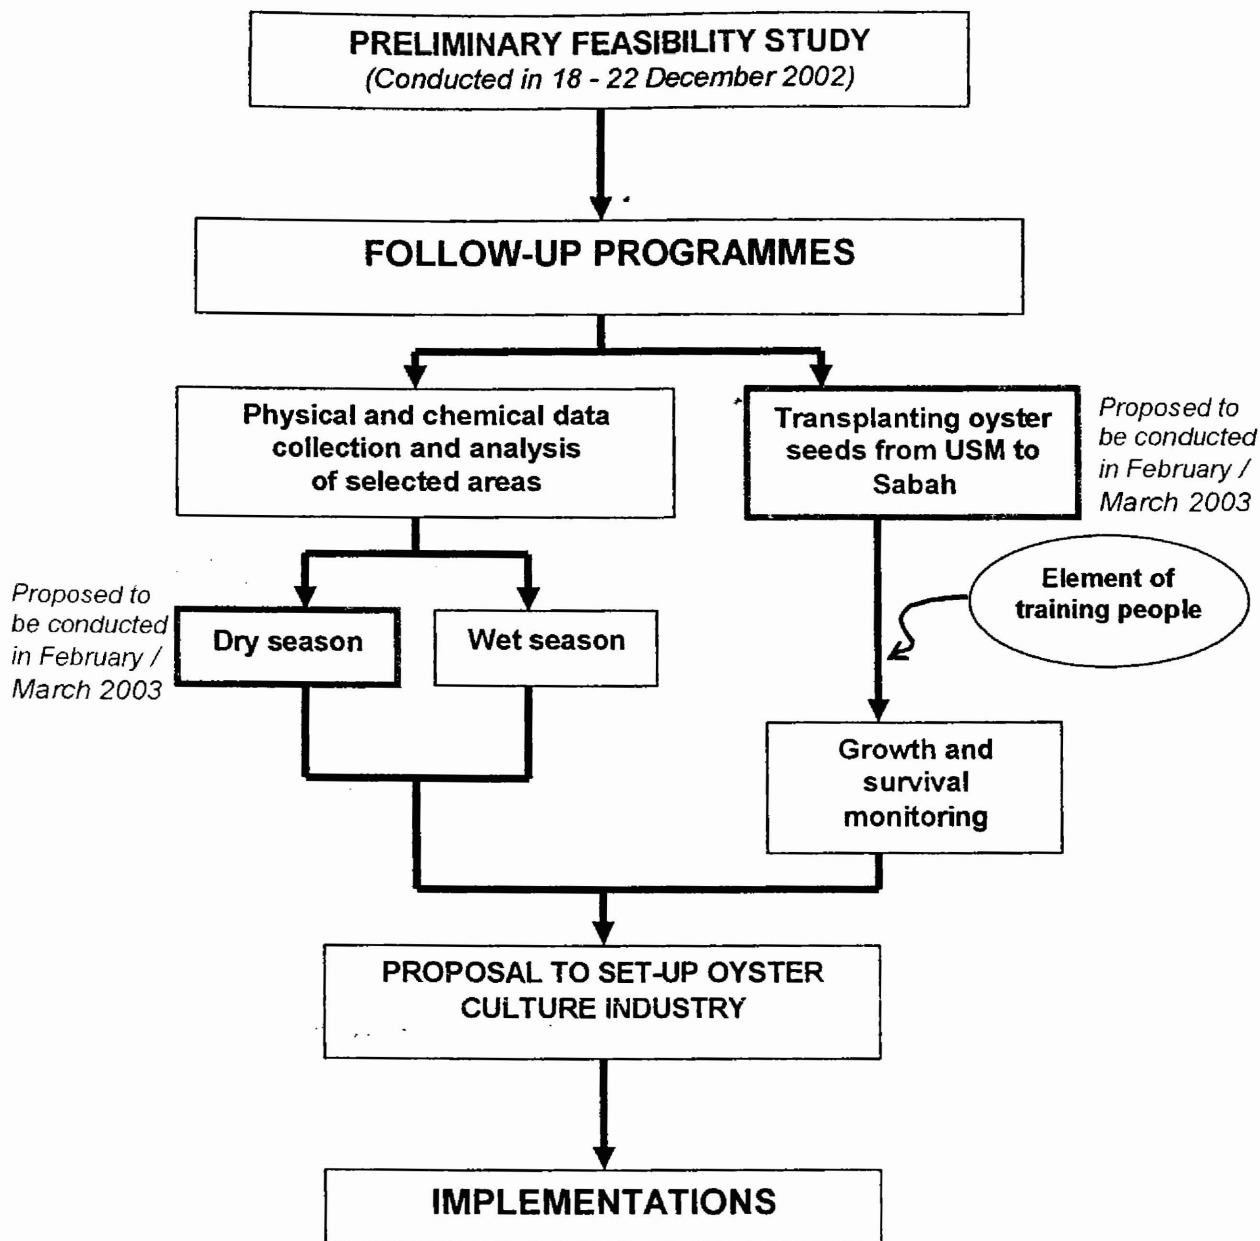 PRELIMINARY FEASIBILITY STUDY
(Conducted in 18 - 22 December 2002)
FOLLOW-UP PROGRAMMES
Physical and chemical data
collection and analysis
of selected areas
Transplanting oyster
seeds from USM to
Sabah
Proposed to
be conducted
in February /
March 2003
Element of
training people
Proposed to
be conducted
in February /
March 2003
Dry season
Wet season
Growth and
survival
monitoring
PROPOSAL TO SET-UP OYSTER
CULTURE INDUSTRY
IMPLEMENTATIONS